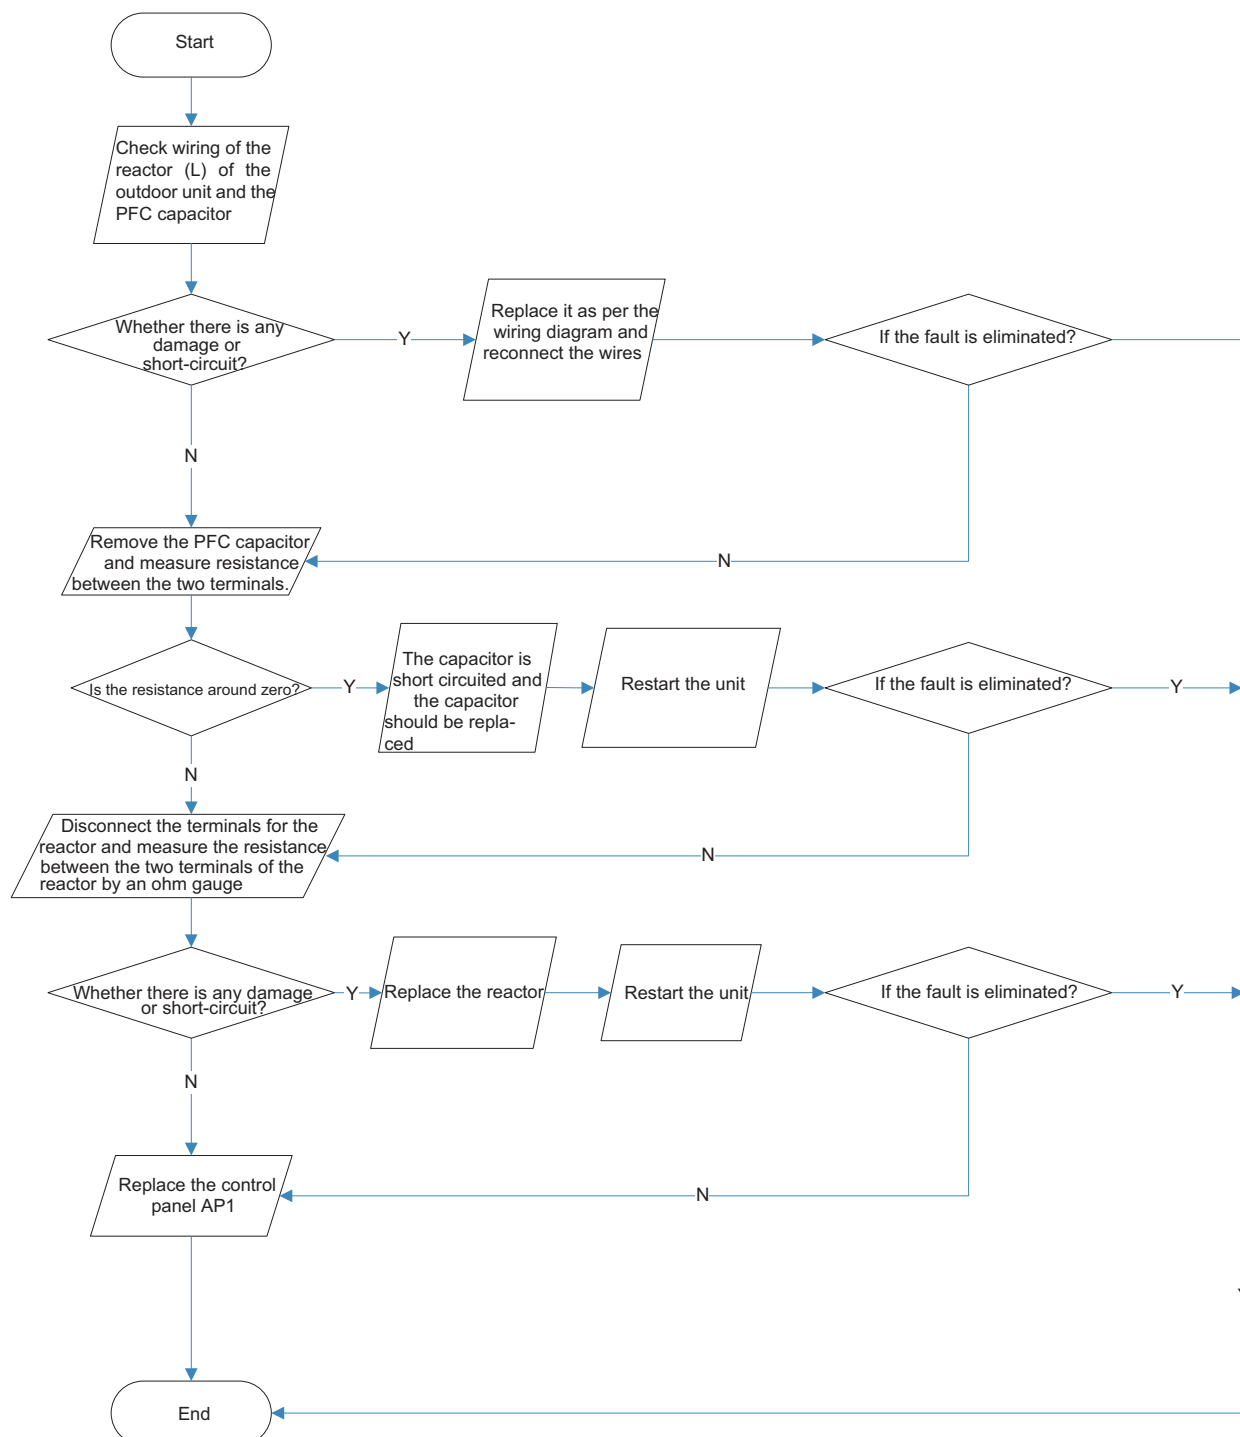 Start
Check wiring of the
reactor (L) of the
outdoor unit and the
PFC capacitor
Whether there is any
damage or
short-circuit?
Y
Replace it as per the
wiring diagram and
reconnect the wires
If the fault is eliminated?
N
Remove the PFC capacitor
and measure resistance
between the two terminals.
N
Is the resistance around zero?
Y
The capacitor is
short circuited and
the capacitor
should be repla-
ced
Restart the unit
If the fault is eliminated?
Y
N
Disconnect the terminals for the
reactor and measure the resistance
between the two terminals of the
reactor by an ohm gauge
N
Whether there is any damage
or short-circuit?
Y
Replace the reactor
Restart the unit
If the fault is eliminated?
Y
N
Replace the control
panel AP1
N
End